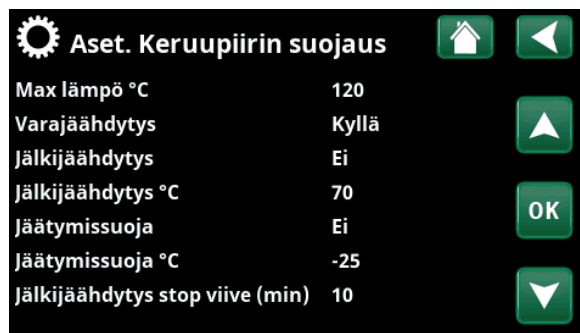 Aset. Keruupiirin suojaus
Max lämpö °C 120
Varajäähdytys Kyllä
Jälkijäähdytys Ei
Jälkijäähdytys °C 70
Jäätymissuoja Ei
Jäätymissuoja °C -25
OK
Jälkijäähdytys stop viive (min) 10